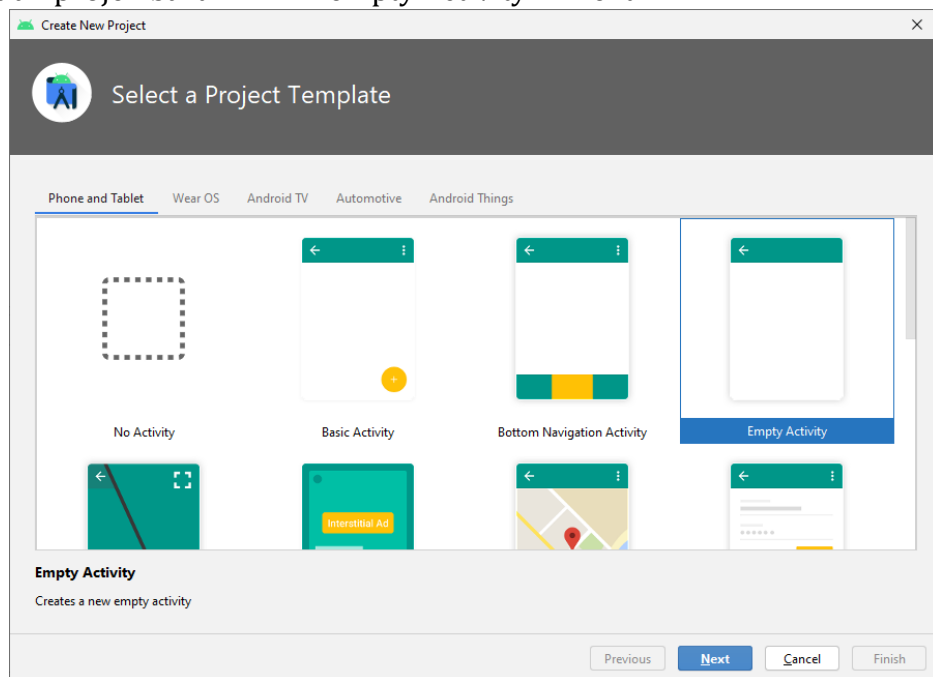 Create New Project
Select a Project Template
Phone and Tablet Wear OS Android TV Automotive Android Things
No Activity Basic Activity Bottom Navigation Activity Empty Activity
Interstitial Ad
Empty Activity
Creates a new empty activity
Previous Next Cancel Finish